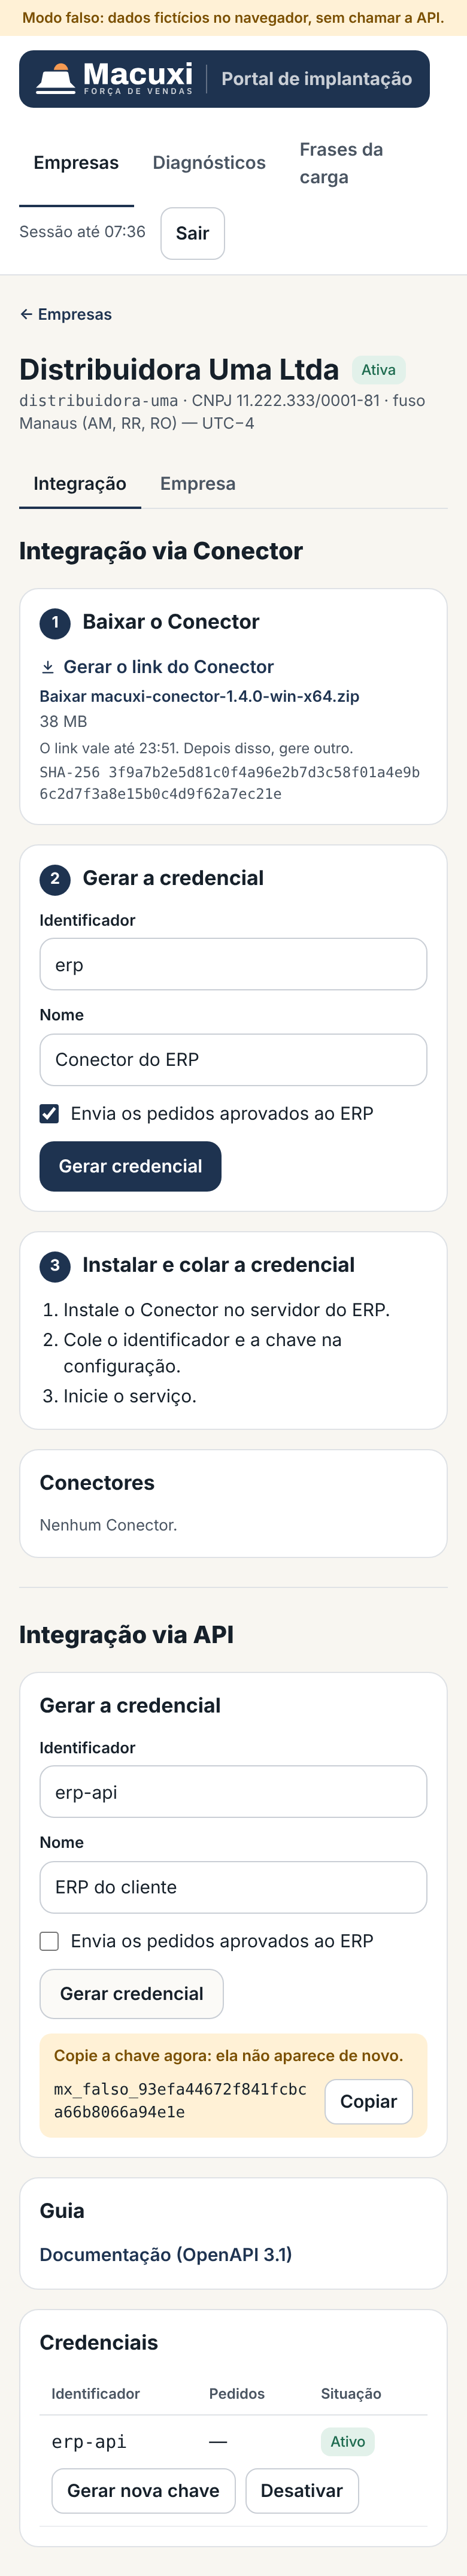 Modo falso: dados fictícios no navegador, sem chamar a API.
Macuxi
FORÇA DE VENDAS
Portal de implantação
Empresas
Diagnósticos
Frases da
carga
Sessão até 07:36
Sair
← Empresas
Distribuidora Uma Ltda
Ativa
distribuidora-uma · CNPJ 11.222.333/0001-81 · fuso
Manaus (AM, RR, RO) — UTC−4
Integração
Empresa
Integração via Conector
1 Baixar o Conector
Gerar o link do Conector
Baixar macuxi-conector-1.4.0-win-x64.zip
38 MB
O link vale até 23:51. Depois disso, gere outro.
SHA-256 3f9a7b2e5d81c0f4a96e2b7d3c58f01a4e9b
6c2d7f3a8e15b0c4d9f62a7ec21e
2 Gerar a credencial
Identificador
erp
Nome
Conector do ERP
Envia os pedidos aprovados ao ERP
Gerar credencial
3 Instalar e colar a credencial
1. Instale o Conector no servidor do ERP.
2. Cole o identificador e a chave na
configuração.
3. Inicie o serviço.
Conectores
Nenhum Conector.
Integração via API
Gerar a credencial
Identificador
erp-api
Nome
ERP do cliente
Envia os pedidos aprovados ao ERP
Gerar credencial
Copie a chave agora: ela não aparece de novo.
mx_falso_93efa44672f841fcbc
a66b8066a94e1e
Copiar
Guia
Documentação (OpenAPI 3.1)
Credenciais
Identificador Pedidos Situação
erp-api — Ativo
Gerar nova chave
Desativar